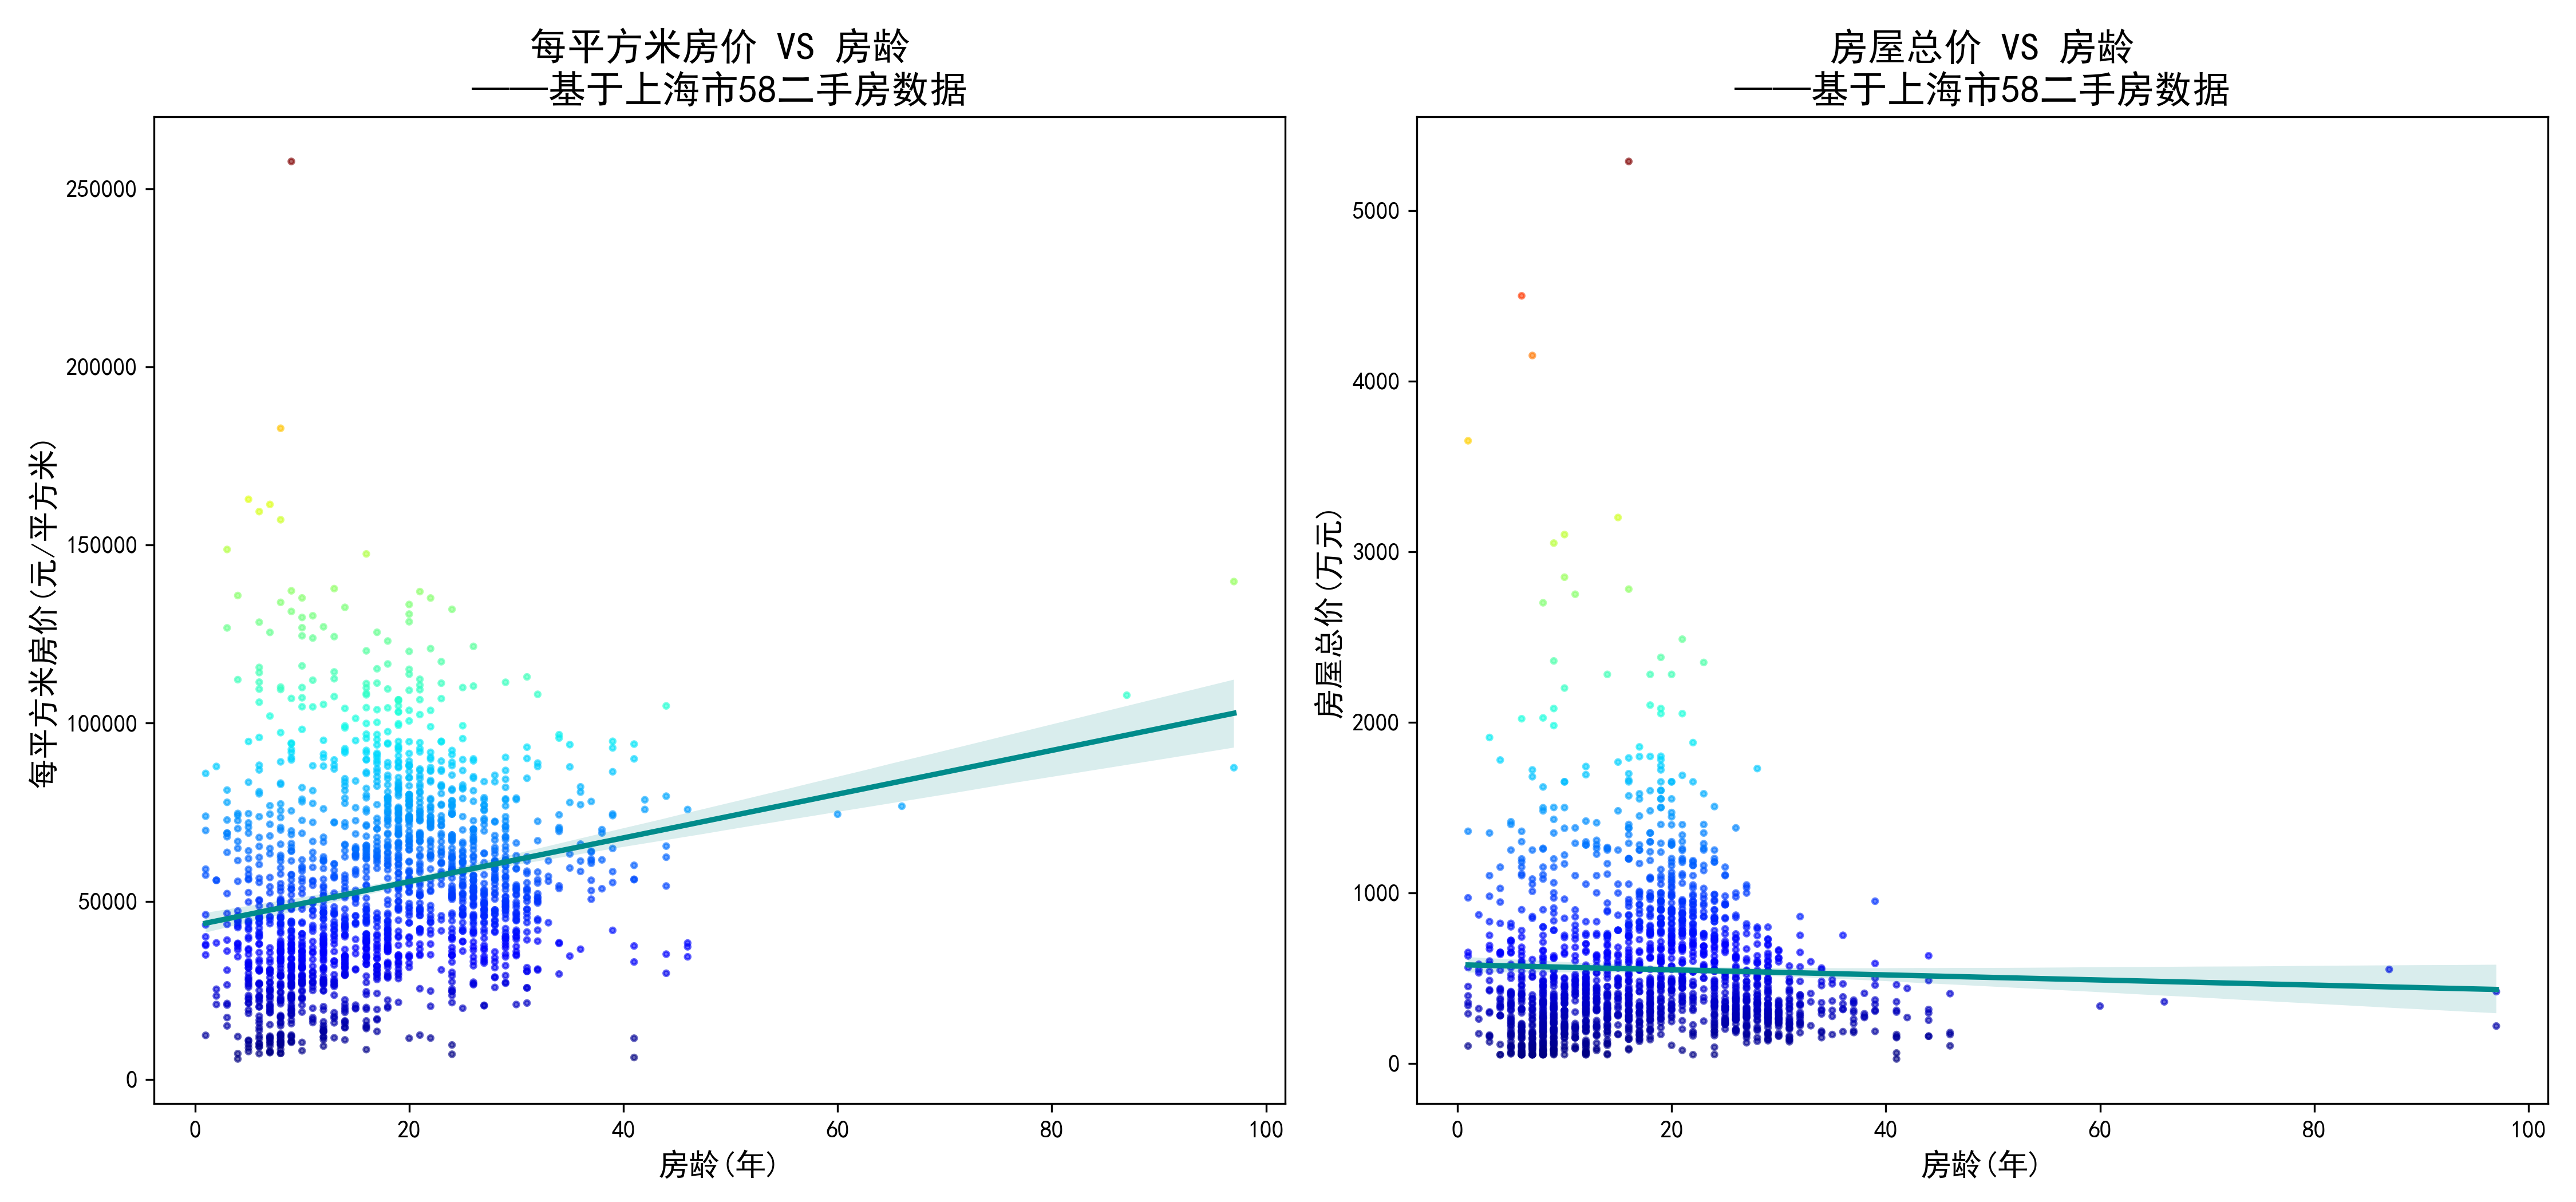 每平方米房价 VS 房龄
——基于上海市58二手房数据
250000
200000
150000
100000
50000
0
每平方米房价(元/平方米)
0 20 40 60 80 100
房龄(年)
房屋总价 VS 房龄
——基于上海市58二手房数据
5000
4000
3000
2000
1000
0
房屋总价(万元)
0 20 40 60 80 100
房龄(年)